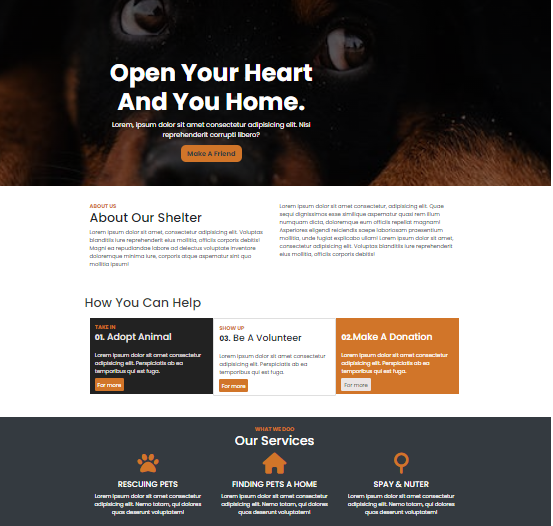 Open Your Heart
And You Home.
Lorem, ipsum dolor sit amet consectetur adipisicing elit. Nisi
reprehenderit corrupti libero?
Make A Friend
ABOUT US
About Our Shelter
Lorem ipsum dolor sit amet consectetur adipisicing elit. Voluptas
blanditiis iure reprehenderit eius mollitia, officiis corporis debitis!
Magni ea repudiandae labore ad delectus voluptate inventore
doloremque minima iure, corporis atque aspernatur sint quo
mollitia ipsum!
Lorem ipsum dolor sit amet consectetur, adipisicing elit. Quae
sequi dignissimos esse similique aspernatur quasi rem illum
numquam dicta, doloremque error quibusdam magnam!
Asperiores eligendi reiciendis saepe laboriosam praesentium
mollitia, unde fugiat explicabo ullam! Lorem ipsum dolor sit amet,
consectetur adipisicing elit. Voluptas blanditiis iure reprehenderit
eius mollitia, officiis corporis debitis!
How You Can Help
TAKE IN
01. Adopt Animal
Lorem ipsum dolor sit amet consectetur
adipisicing elit. Perspiciatis ab ea
temporibus qui est fuga.
For more
SHOW UP
03. Be A Volunteer
Lorem ipsum dolor sit amet consectetur
adipisicing elit. Perspiciatis ab ea
temporibus qui est fuga.
For more
02.Make A Donation
Lorem ipsum dolor sit amet consectetur
adipisicing elit. Perspiciatis ab ea
temporibus qui est fuga.
For more
WHAT WE DOO
Our Services
RESCUING PETS
Lorem ipsum dolor sit amet consectetur
adipisicing elit. Nemo totam, qui dolores
quas deserunt voluptatem!
FINDING PETS A HOME
Lorem ipsum dolor sit amet consectetur
adipisicing elit. Nemo totam, qui dolores
quas deserunt voluptatem!
SPAY & NUTER
Lorem ipsum dolor sit amet consectetur
adipisicing elit. Nemo totam, qui dolores
quas deserunt voluptatem!